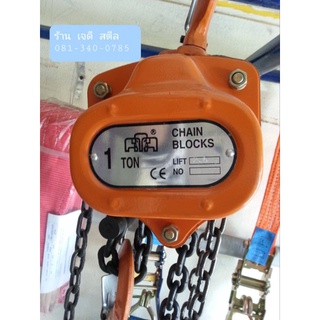 ร้าน เจดี สตีล
081-340-0785
CHAIN
BLOCKS
1
TON
LIFT
CE NO